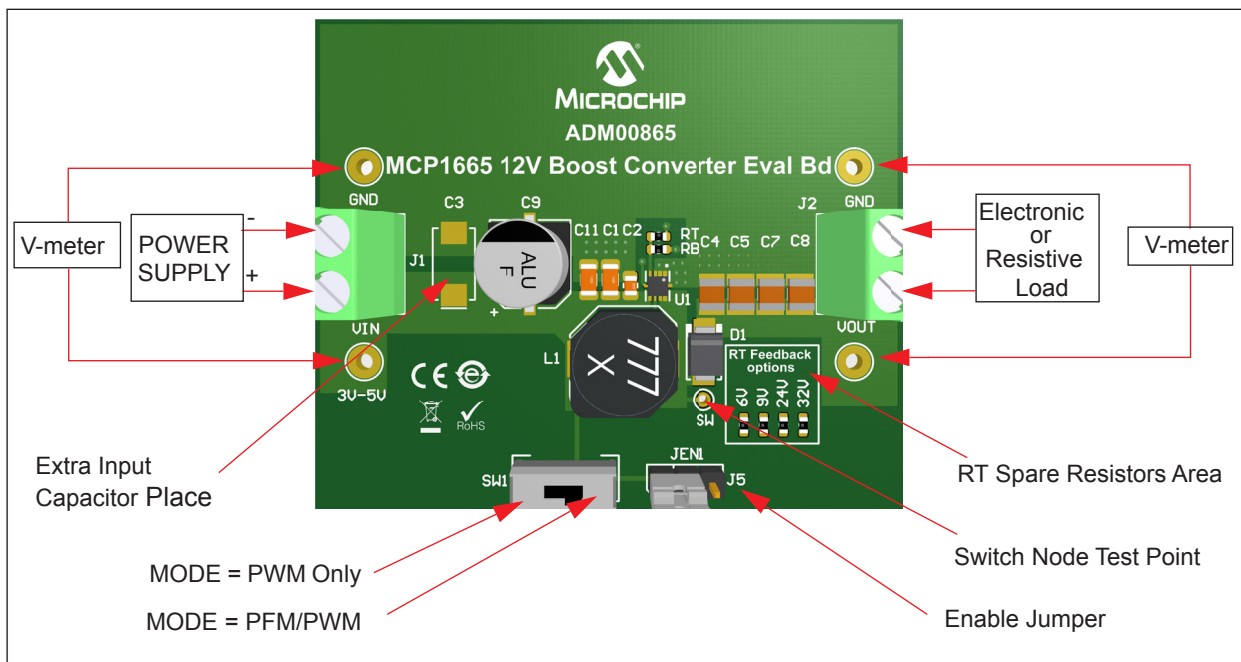 MICROCHIP
ADM00865
MCP1665 12V Boost Converter Eval Bd
GND
C3
C9
C11 C1 C2
RT
RB
C4 C5 C7 C8
J2
GND
V-meter
POWER
SUPPLY
-
+
J1
ALU
F
+
U1
Electronic
or
Resistive
Load
V-meter
VIN
VOUT
3V-5V
L1
777
X
D1
RT Feedback
options
6V 9V 24V 32V
SW
CE
e
RoHS
SW1
JEN1
J5
Extra Input
Capacitor Place
RT Spare Resistors Area
MODE = PWM Only
Switch Node Test Point
MODE = PFM/PWM
Enable Jumper